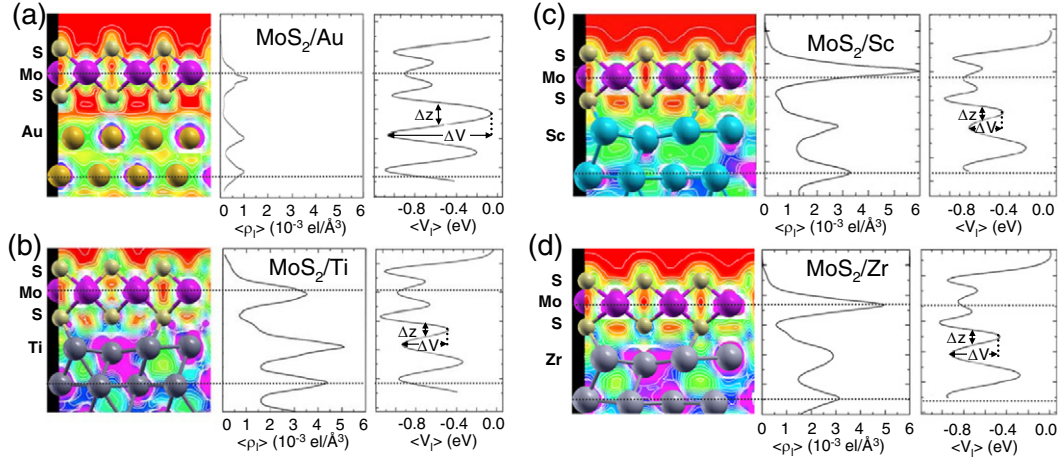 (a)
MoS₂/Au
S
Mo
S
Au
Δz
ΔV
0 1 2 3 4 5 6
<ρₗ> (10⁻³ el/Å³)
-0.8 -0.4 0.0
<Vₗ> (eV)
(b)
MoS₂/Ti
S
Mo
S
Ti
Δz
ΔV
0 1 2 3 4 5 6
<ρₗ> (10⁻³ el/Å³)
-0.8 -0.4 0.0
<Vₗ> (eV)
(c)
MoS₂/Sc
S
Mo
S
Sc
Δz
ΔV
0 1 2 3 4 5 6
<ρₗ> (10⁻³ el/Å³)
-0.8 -0.4 0.0
<Vₗ> (eV)
(d)
MoS₂/Zr
S
Mo
S
Zr
Δz
ΔV
0 1 2 3 4 5 6
<ρₗ> (10⁻³ el/Å³)
-0.8 -0.4 0.0
<Vₗ> (eV)